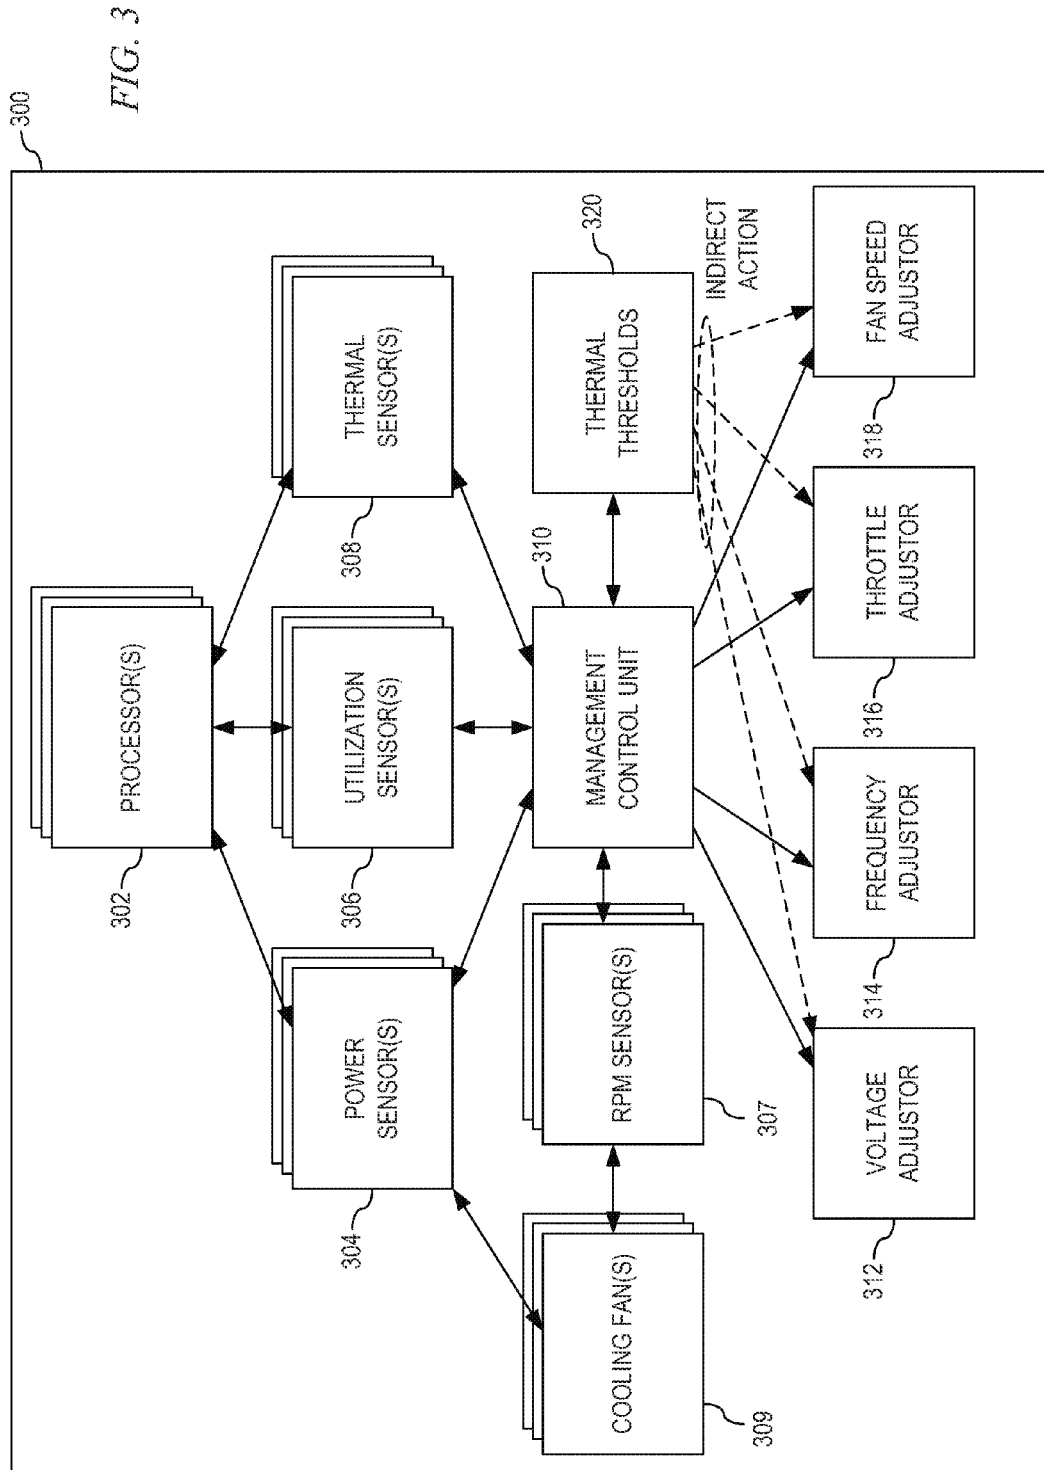 300
PROCESSOR(S)
302
POWER
SENSOR(S)
304
UTILIZATION
SENSOR(S)
306
THERMAL
SENSOR(S)
308
COOLING FAN(S)
309
RPM SENSOR(S)
307
MANAGEMENT
CONTROL UNIT
310
THERMAL
THRESHOLDS
320
INDIRECT
ACTION
VOLTAGE
ADJUSTOR
312
FREQUENCY
ADJUSTOR
314
THROTTLE
ADJUSTOR
316
FAN SPEED
ADJUSTOR
318
FIG. 3